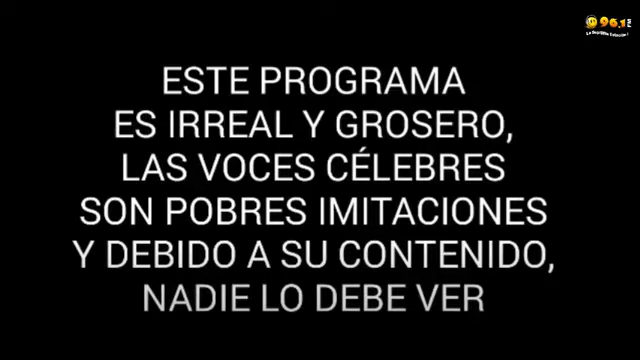 96.1 FM
ESTE PROGRAMA
ES IRREAL Y GROSERO,
LAS VOCES CÉLEBRES
SON POBRES IMITACIONES
Y DEBIDO A SU CONTENIDO,
NADIE LO DEBE VER